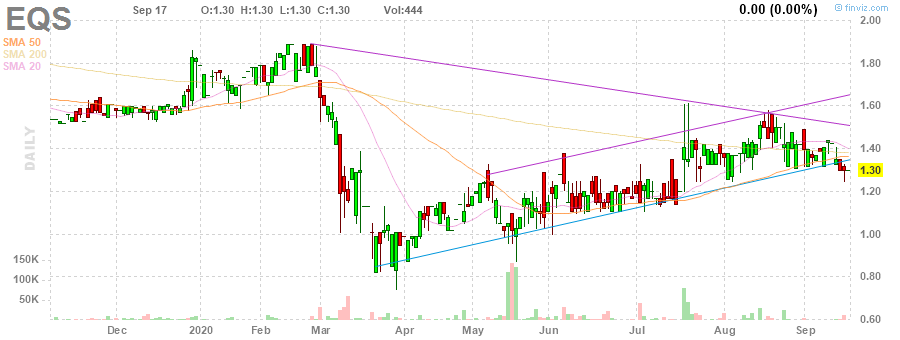 EQS
Sep 17 O:1.30 H:1.30 L:1.30 C:1.30 Vol:444 0.00 (0.00%) © finviz.com
SMA 50
SMA 200
SMA 20
DAILY
2.00
1.80
1.60
1.40
1.30
1.20
1.00
0.80
0.60
150K
100K
50K
Dec 2020 Feb Mar Apr May Jun Jul Aug Sep